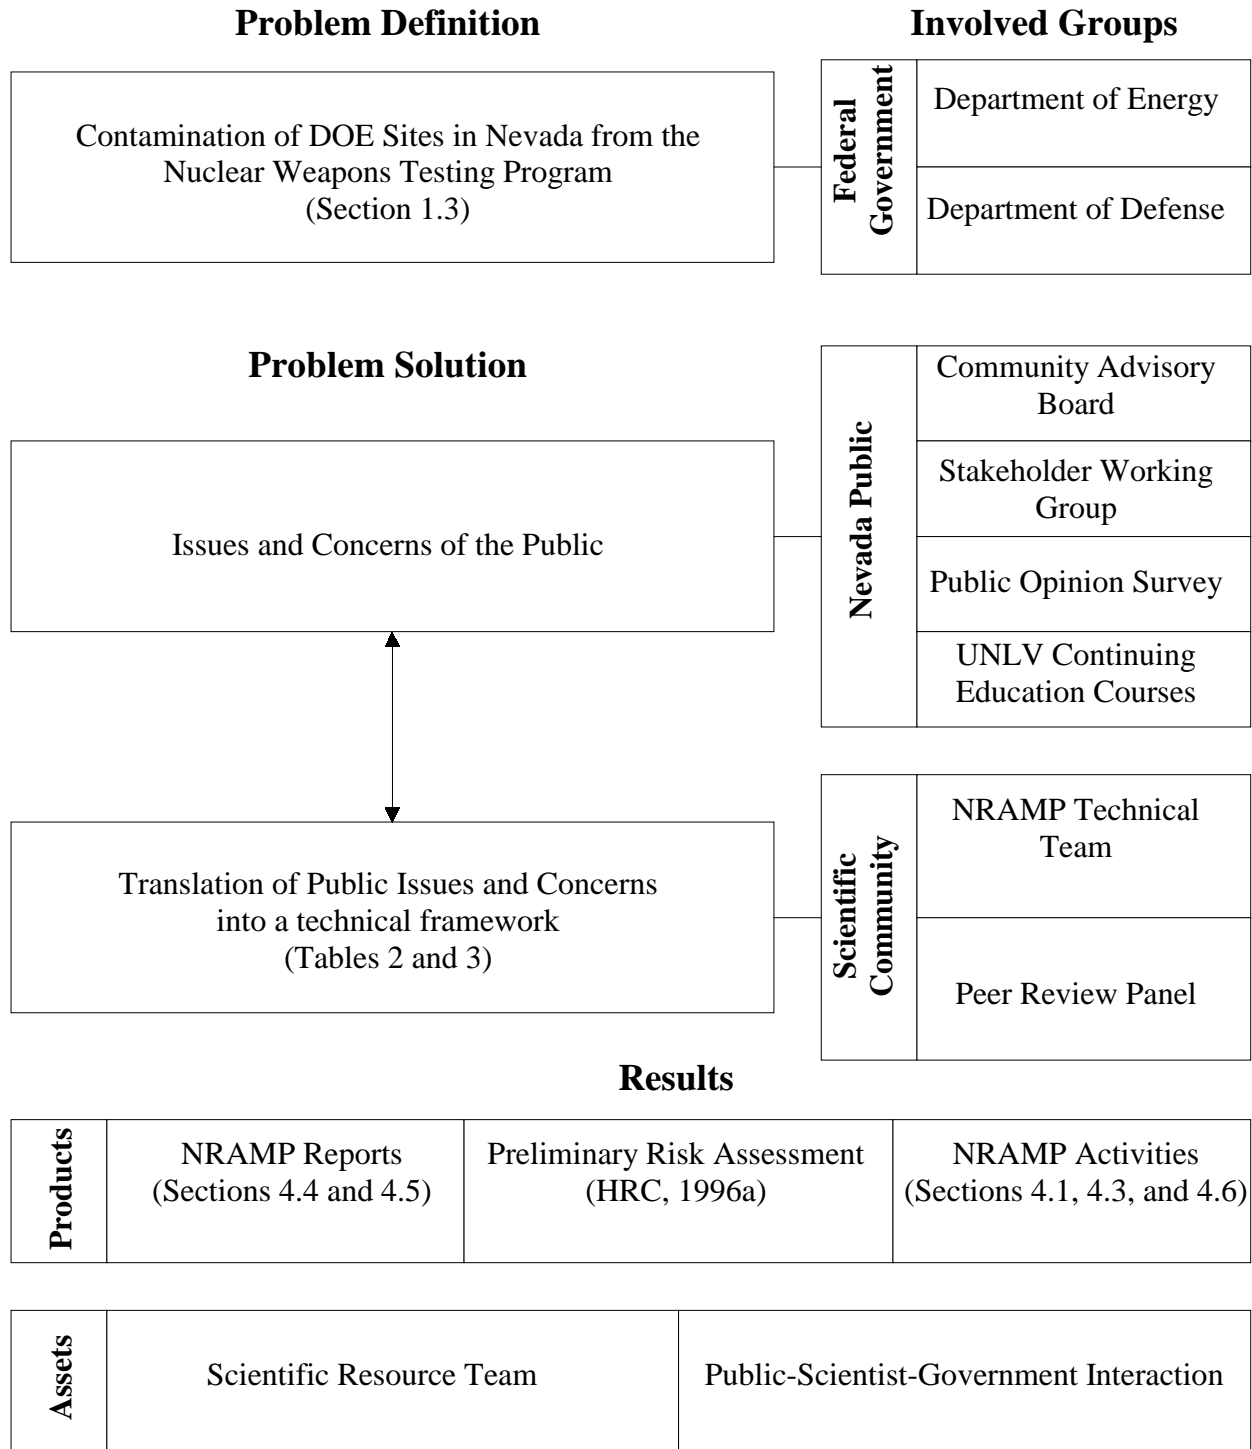 Problem Definition
Involved Groups
Contamination of DOE Sites in Nevada from the
Nuclear Weapons Testing Program
(Section 1.3)
Federal
Government
Department of Energy
Department of Defense
Problem Solution
Issues and Concerns of the Public
Nevada Public
Community Advisory
Board
Stakeholder Working
Group
Public Opinion Survey
UNLV Continuing
Education Courses
Translation of Public Issues and Concerns
into a technical framework
(Tables 2 and 3)
Scientific
Community
NRAMP Technical
Team
Peer Review Panel
Results
Products
NRAMP Reports
(Sections 4.4 and 4.5)
Preliminary Risk Assessment
(HRC, 1996a)
NRAMP Activities
(Sections 4.1, 4.3, and 4.6)
Assets
Scientific Resource Team
Public-Scientist-Government Interaction